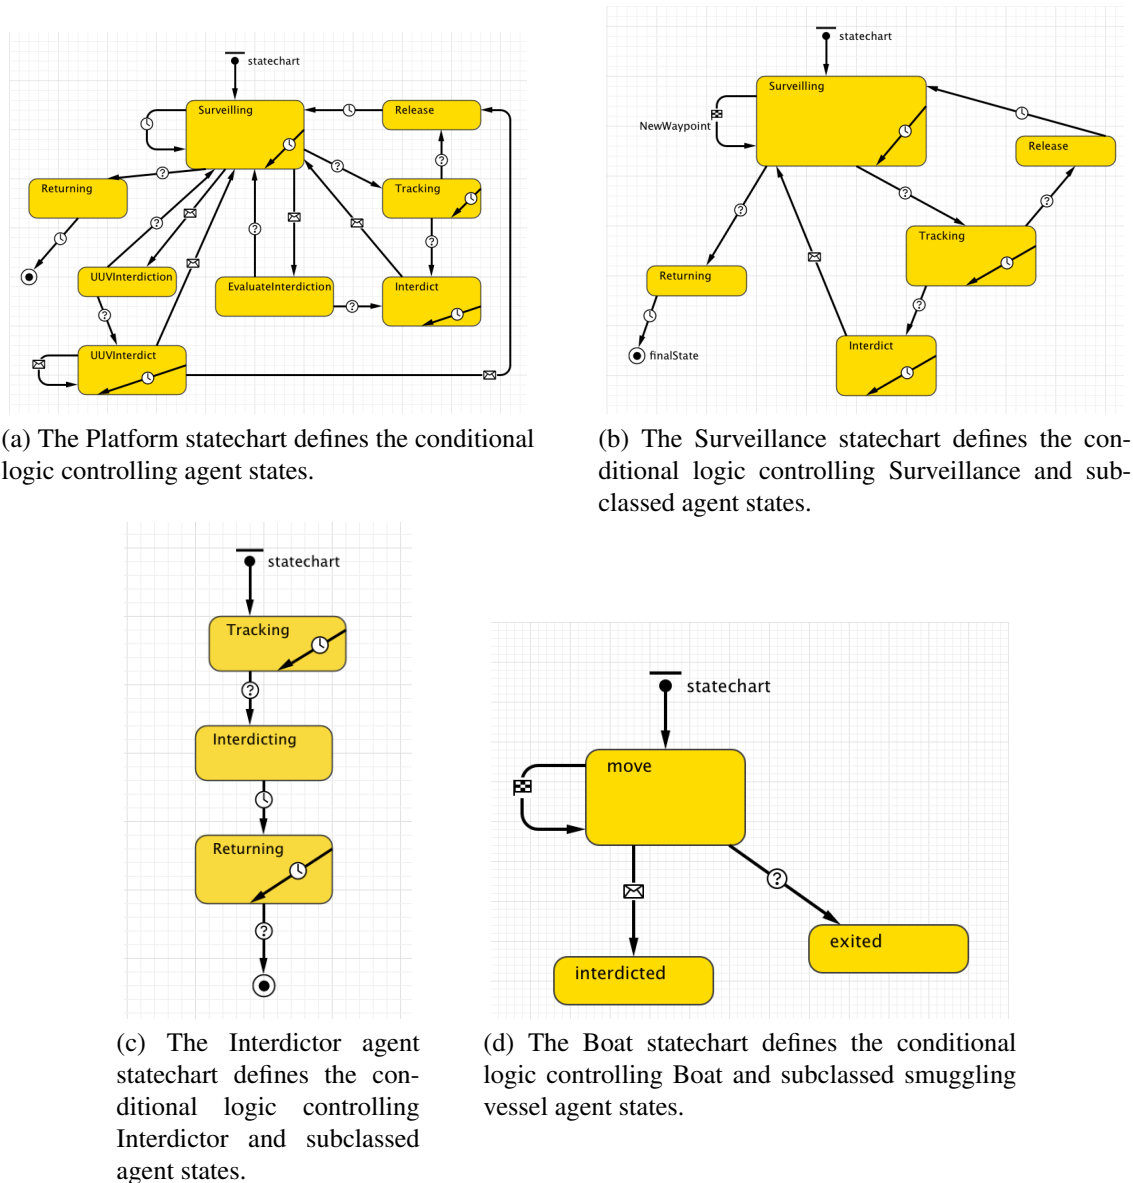 statechart
Surveilling
Release
Returning
Tracking
UUVInterdiction
EvaluateInterdiction
Interdict
UUVInterdict
(a) The Platform statechart defines the conditional
logic controlling agent states.
statechart
Surveilling
NewWaypoint
Release
Tracking
Returning
finalState
Interdict
(b) The Surveillance statechart defines the con-
ditional logic controlling Surveillance and sub-
classed agent states.
statechart
Tracking
Interdicting
Returning
(c) The Interdictor agent
statechart defines the con-
ditional logic controlling
Interdictor and subclassed
agent states.
statechart
move
exited
interdicted
(d) The Boat statechart defines the conditional
logic controlling Boat and subclassed smuggling
vessel agent states.